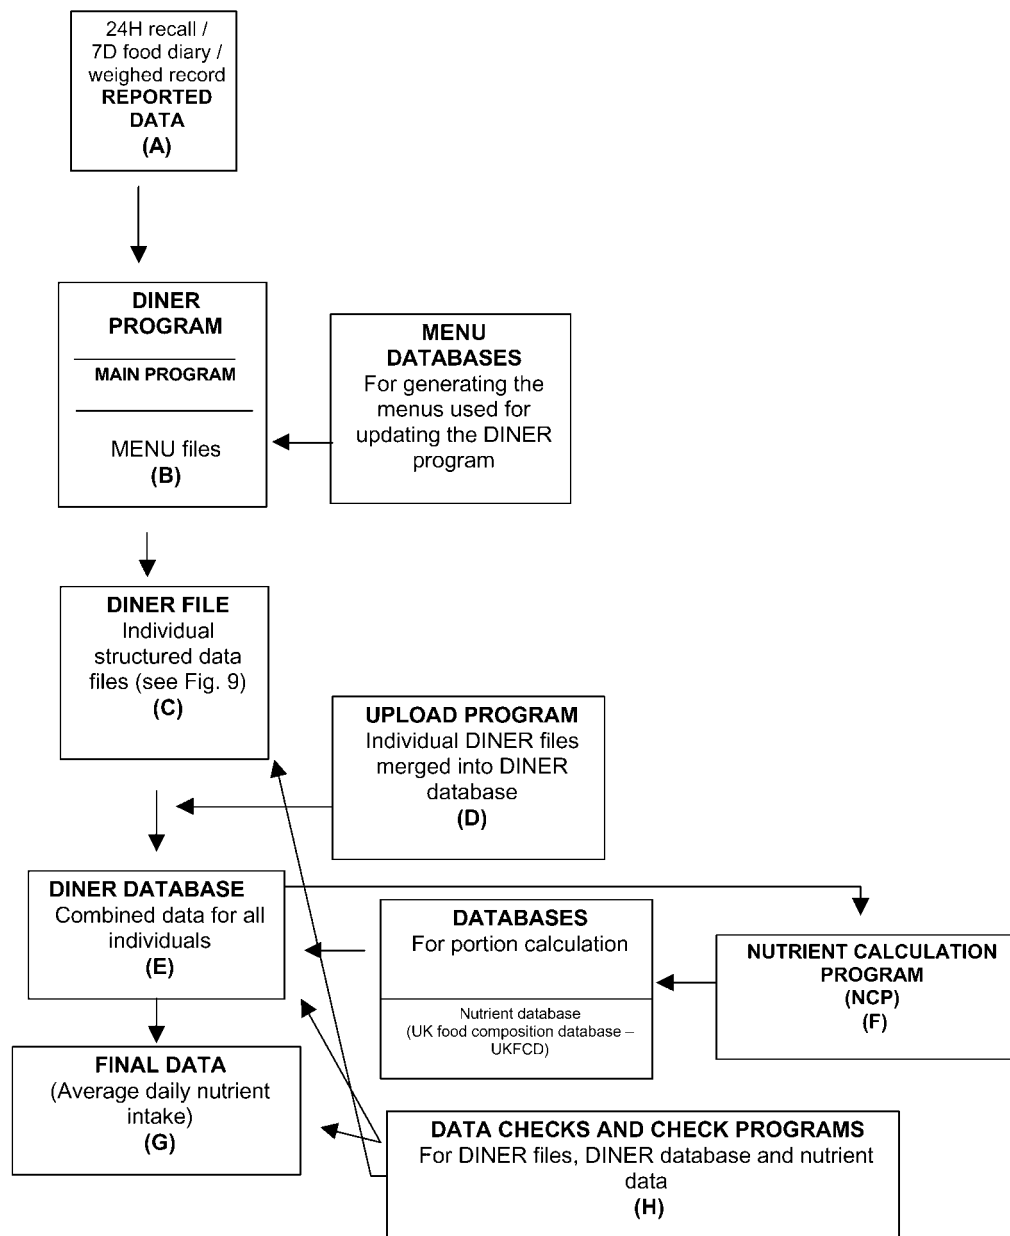 24H recall /
7D food diary /
weighed record
REPORTED
DATA
(A)
DINER
PROGRAM
MAIN PROGRAM
MENU files
(B)
MENU
DATABASES
For generating the
menus used for
updating the DINER
program
DINER FILE
Individual
structured data
files (see Fig. 9)
(C)
UPLOAD PROGRAM
Individual DINER files
merged into DINER
database
(D)
DINER DATABASE
Combined data for all
individuals
(E)
DATABASES
For portion calculation
Nutrient database
(UK food composition database –
UKFCD)
NUTRIENT CALCULATION
PROGRAM
(NCP)
(F)
FINAL DATA
(Average daily nutrient
intake)
(G)
DATA CHECKS AND CHECK PROGRAMS
For DINER files, DINER database and nutrient
data
(H)